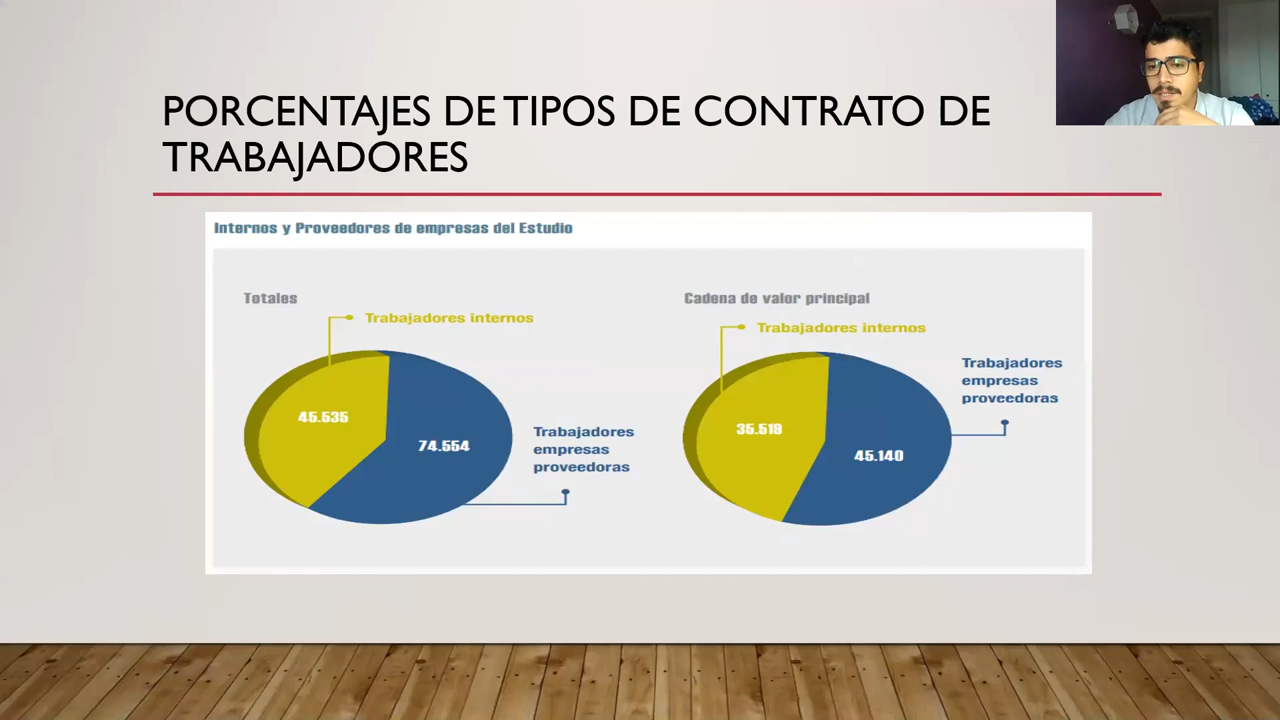 PORCENTAJES DE TIPOS DE CONTRATO DE
TRABAJADORES
Internos y Proveedores de empresas del Estudio
Totales
Trabajadores internos
45.535
74.554
Trabajadores
empresas
proveedoras
Cadena de valor principal
Trabajadores internos
35.519
45.140
Trabajadores
empresas
proveedoras